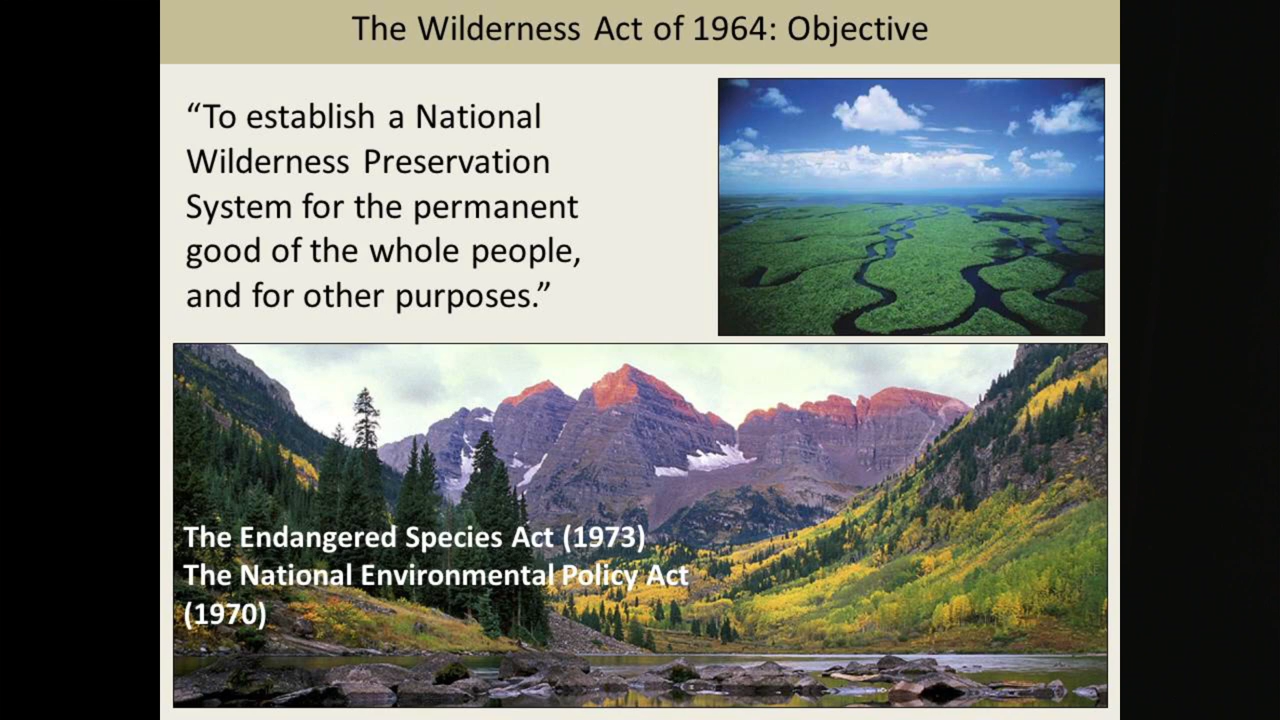 The Wilderness Act of 1964: Objective
“To establish a National
Wilderness Preservation
System for the permanent
good of the whole people,
and for other purposes.”
The Endangered Species Act (1973)
The National Environmental Policy Act
(1970)